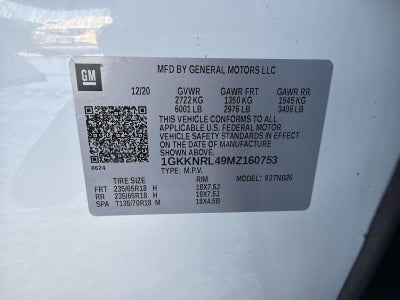 GM
MFD BY GENERAL MOTORS LLC
12/20 GVWR GAWR FRT GAWR RR
2722 KG 1350 KG 1545 KG
6001 LB 2976 LB 3406 LB
THIS VEHICLE CONFORMS TO ALL
APPLICABLE U.S. FEDERAL MOTOR
VEHICLE SAFETY STANDARDS IN EFFECT
ON THE DATE OF MANUFACTURE SHOWN ABOVE.
1GKKNRL49MZ160753
8624 TYPE: M.P.V. MODEL: 93TNB26
TIRE SIZE RIM
FRT 235/65R18 H 18X7.5J
RR 235/65R18 H 18X7.5J
SPA T135/70R18 M 18X4.5B